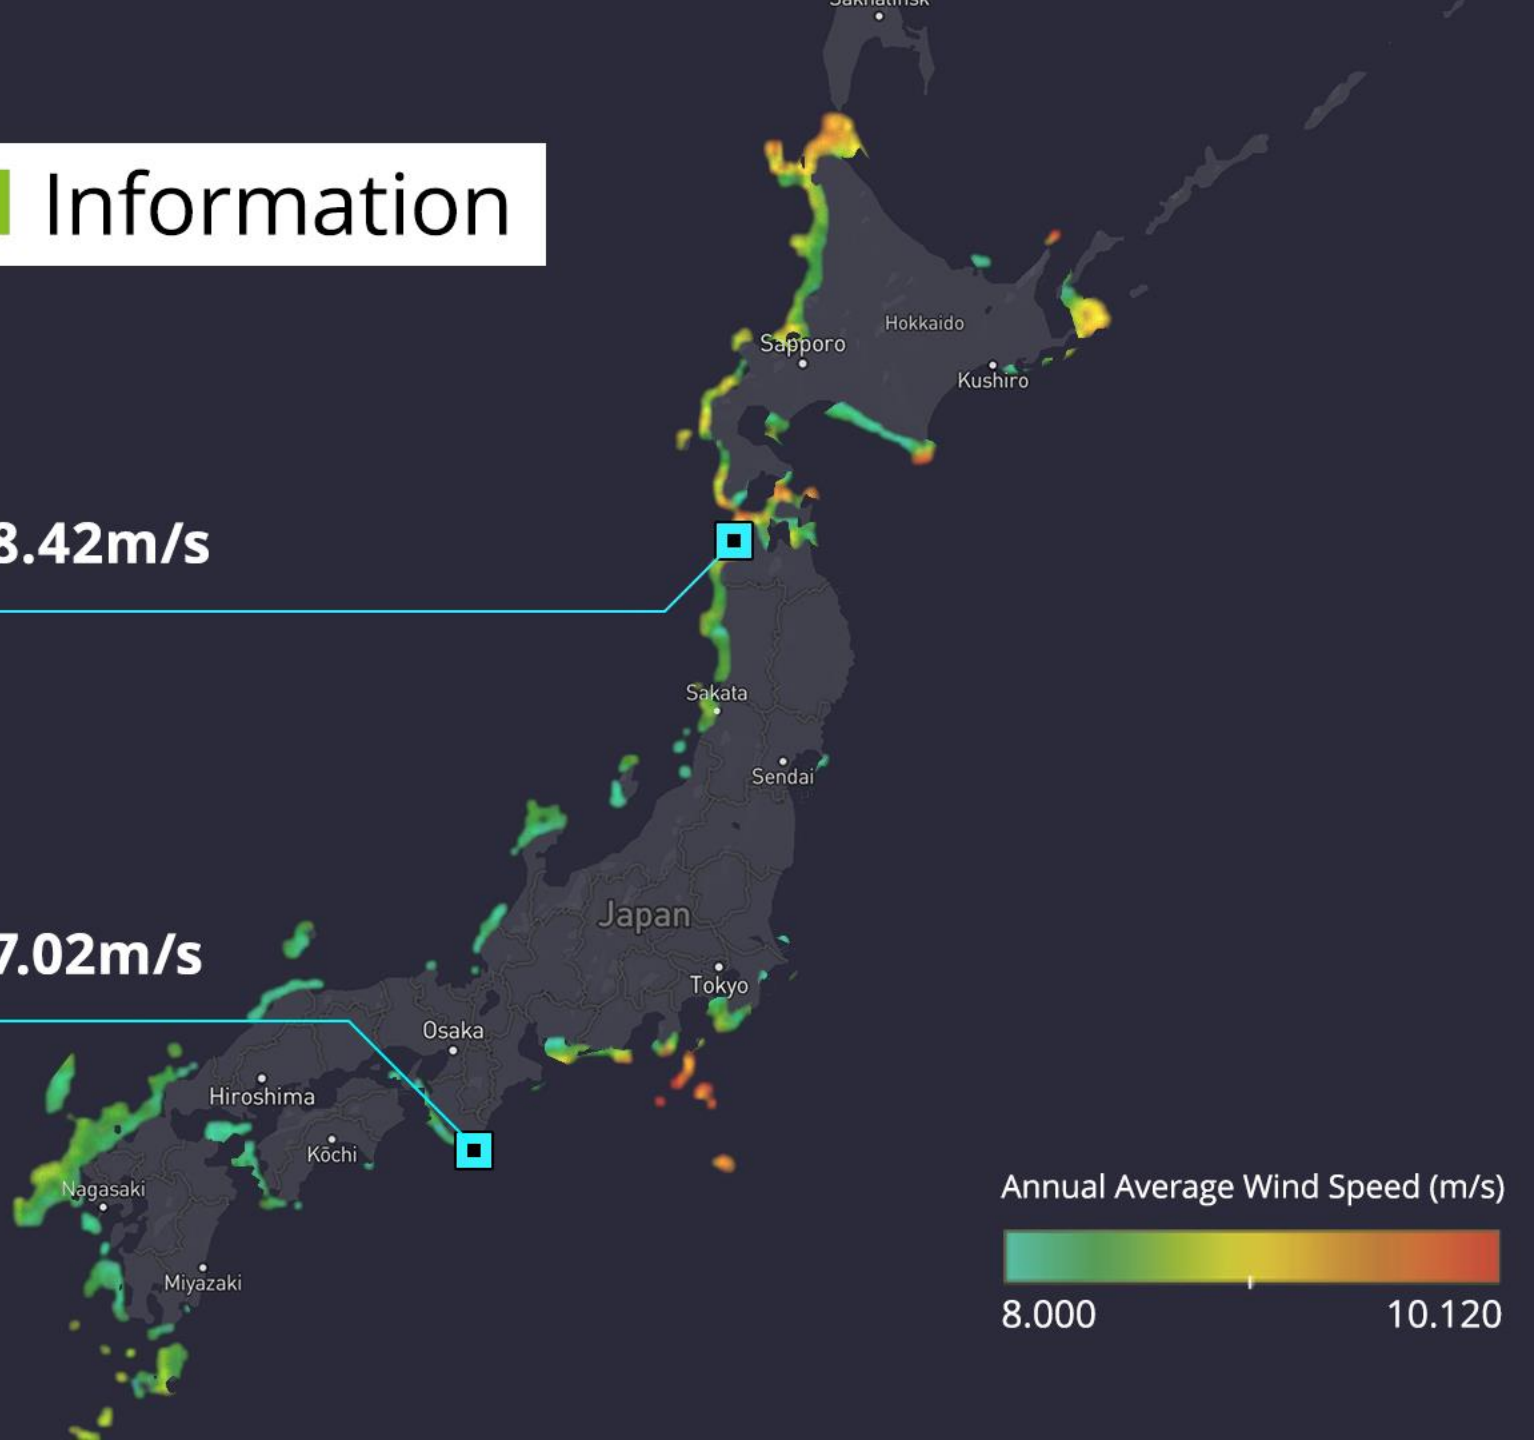 Information
Hokkaido
Sapporo
Kushiro
8.42m/s
Sakata
Sendai
Japan
7.02m/s
Tokyo
Osaka
Hiroshima
Kōchi
Nagasaki
Annual Average Wind Speed (m/s)
Miyazaki
8.000 10.120